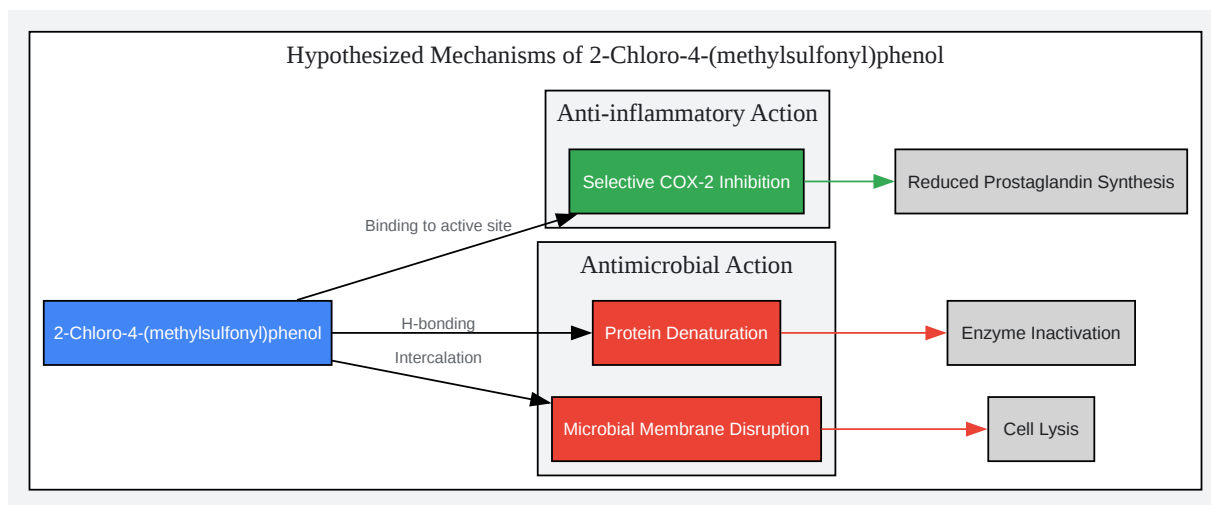 Hypothesized Mechanisms of 2-Chloro-4-(methylsulfonyl)phenol
Anti-inflammatory Action
Selective COX-2 Inhibition
Reduced Prostaglandin Synthesis
Binding to active site
Antimicrobial Action
2-Chloro-4-(methylsulfonyl)phenol
H-bonding
Protein Denaturation
Enzyme Inactivation
Intercalation
Microbial Membrane Disruption
Cell Lysis